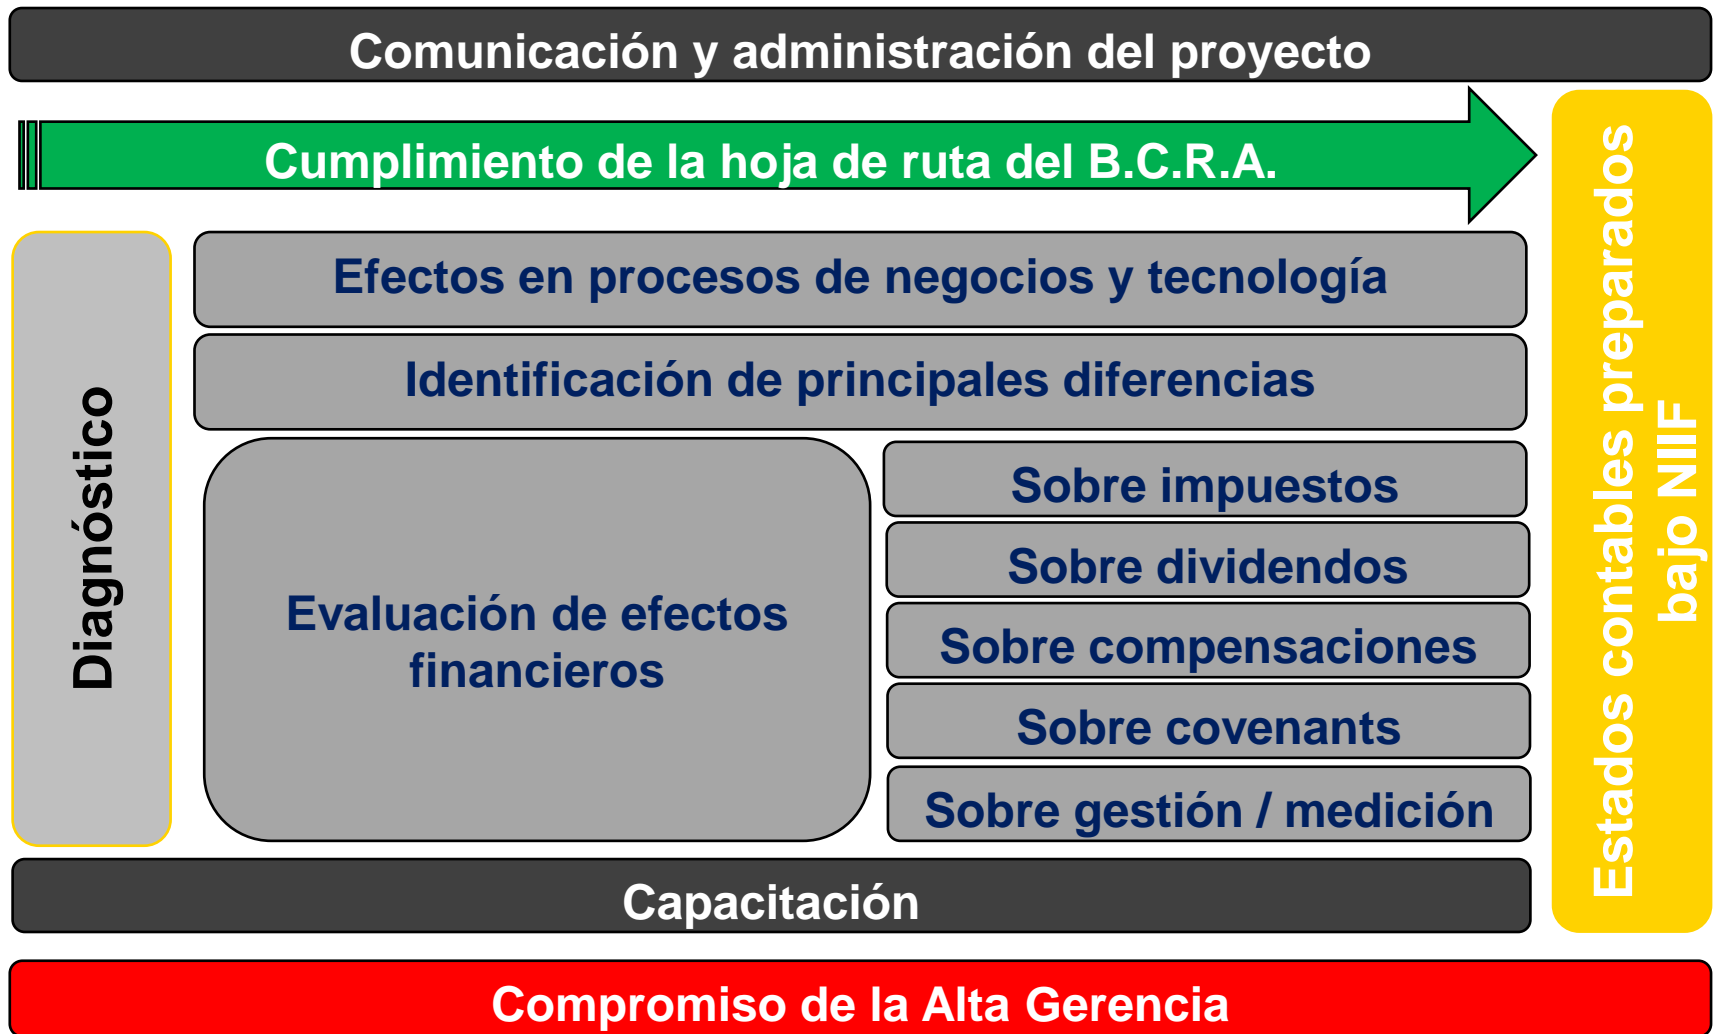 Comunicación y administración del proyecto
Cumplimiento de la hoja de ruta del B.C.R.A.
Diagnóstico
Efectos en procesos de negocios y tecnología
Identificación de principales diferencias
Evaluación de efectos
financieros
Sobre impuestos
Sobre dividendos
Sobre compensaciones
Sobre covenants
Sobre gestión / medición
Estados contables preparados
bajo NIIF
Capacitación
Compromiso de la Alta Gerencia